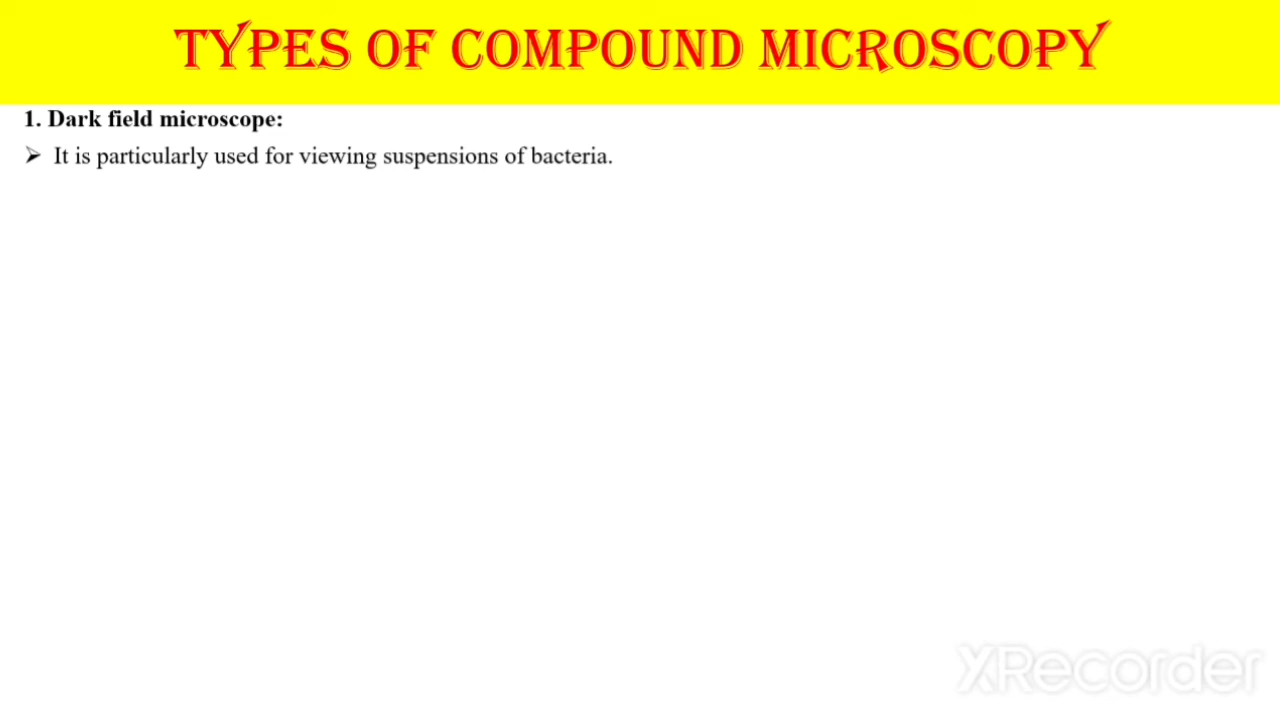 TYPES OF COMPOUND MICROSCOPY
1. Dark field microscope:
➢ It is particularly used for viewing suspensions of bacteria.
XRecorder